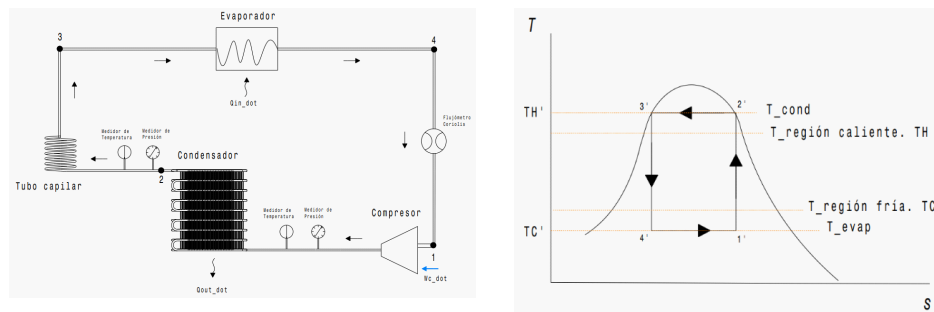 Evaporador
3
4
Qin_dot
Flujómetro
Coriolis
Medidor de
Temperatura
Medidor de
Presión
Condensador
Tubo capilar
2
Medidor de
Temperatura
Medidor de
Presión
Compresor
1
Wc_dot
Qout_dot
T
TH'
3'
2'
T_cond
T_región caliente. TH
T_región fría. TC
TC'
T_evap
4'
1'
S